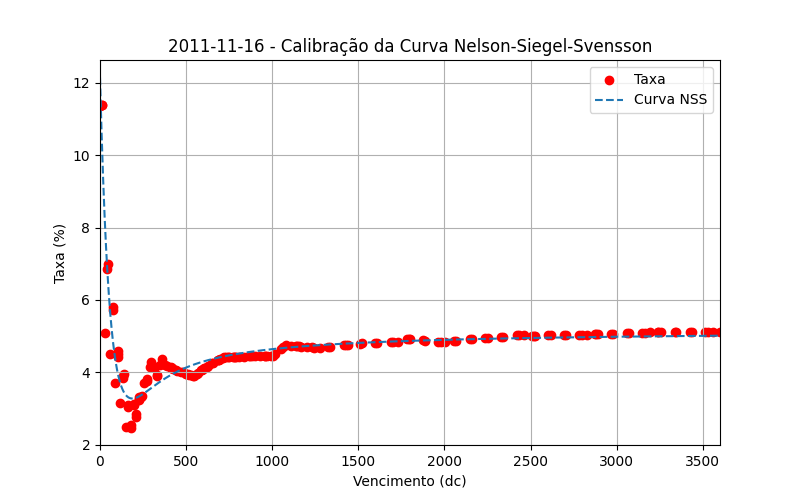 2011-11-16 - Calibração da Curva Nelson-Siegel-Svensson
Taxa
Curva NSS
Taxa (%)
12
10
8
6
4
2
0
500
1000
1500
2000
2500
3000
3500
Vencimento (dc)